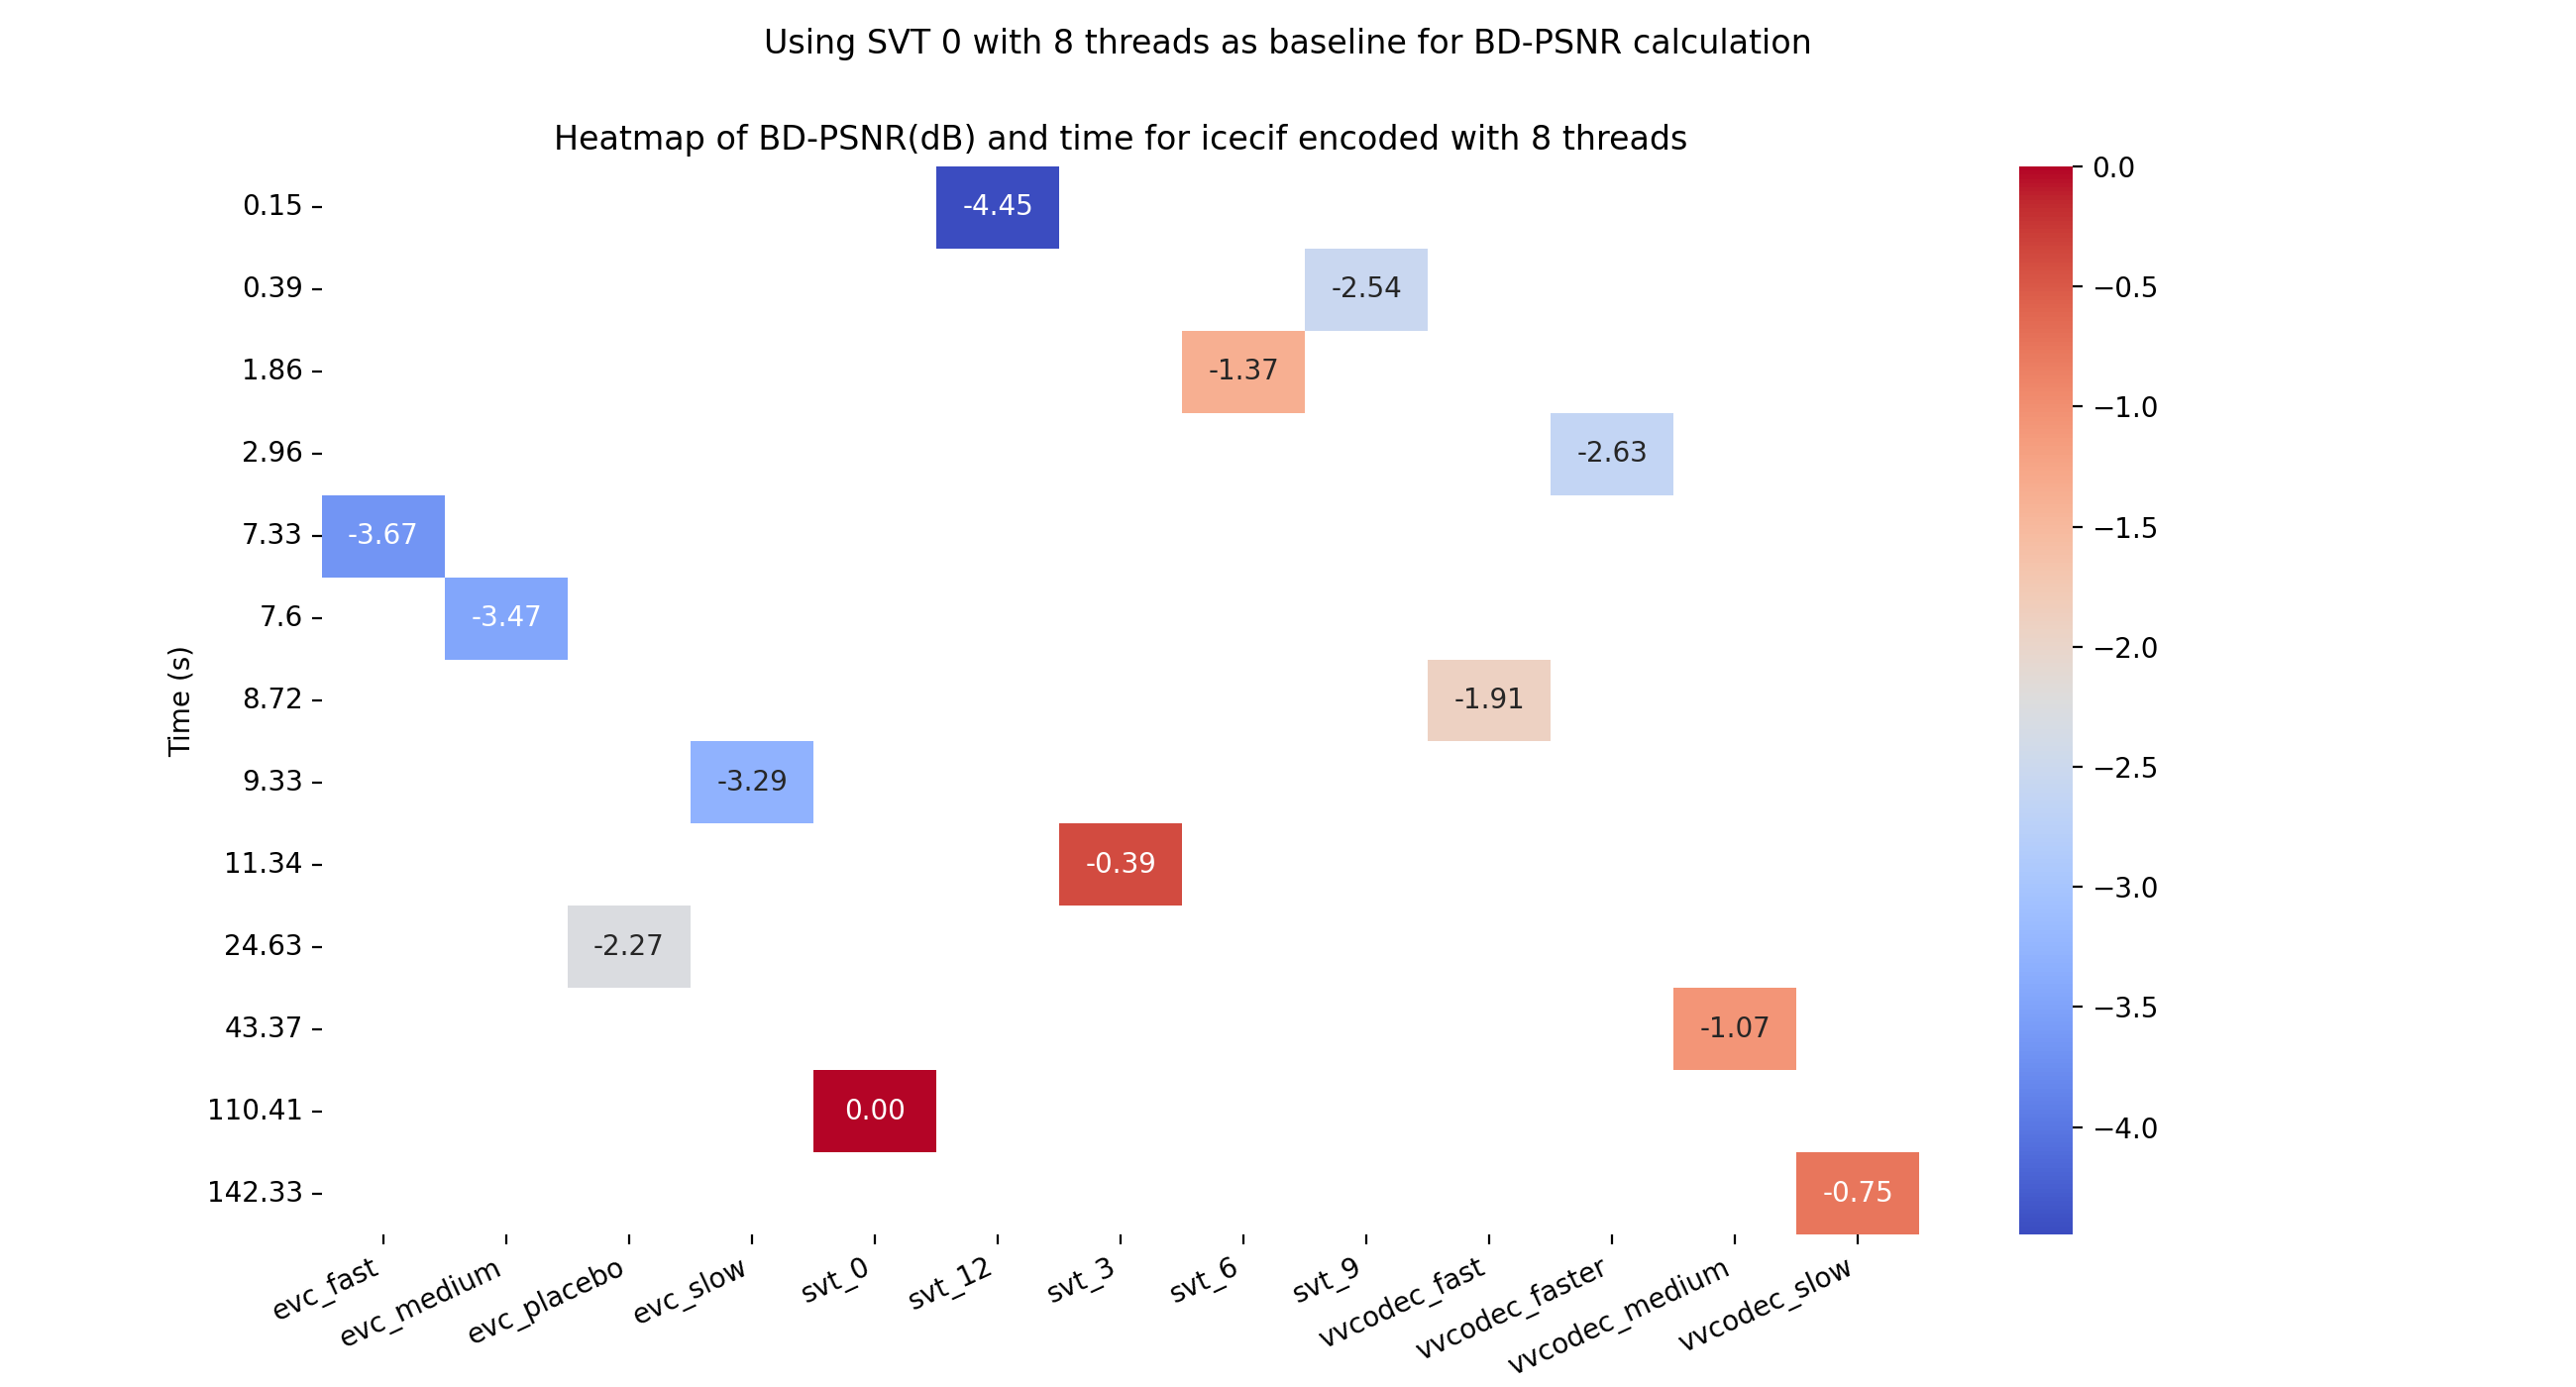 Using SVT 0 with 8 threads as baseline for BD-PSNR calculation
Heatmap of BD-PSNR(dB) and time for icecif encoded with 8 threads
Time (s)
0.15
-4.45
0.39
-2.54
1.86
-1.37
2.96
-2.63
7.33
-3.67
7.6
-3.47
8.72
-1.91
9.33
-3.29
11.34
-0.39
24.63
-2.27
43.37
-1.07
110.41
0.00
142.33
-0.75
evc_fast
evc_medium
evc_placebo
evc_slow
svt_0
svt_12
svt_3
svt_6
svt_9
vvcodec_fast
vvcodec_faster
vvcodec_medium
vvcodec_slow
0.0
−0.5
−1.0
−1.5
−2.0
−2.5
−3.0
−3.5
−4.0